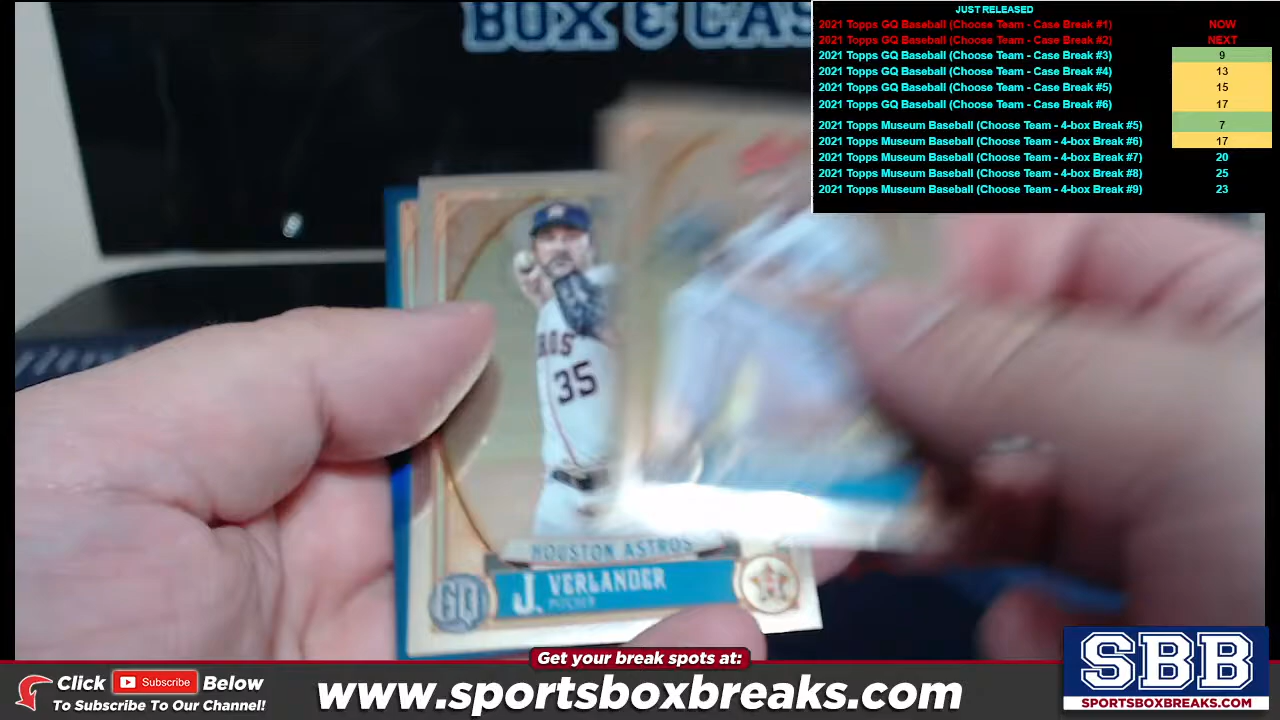 BOX & CAS
JUST RELEASED
2021 Topps GQ Baseball (Choose Team - Case Break #1) NOW
2021 Topps GQ Baseball (Choose Team - Case Break #2) NEXT
2021 Topps GQ Baseball (Choose Team - Case Break #3) 9
2021 Topps GQ Baseball (Choose Team - Case Break #4) 13
2021 Topps GQ Baseball (Choose Team - Case Break #5) 15
2021 Topps GQ Baseball (Choose Team - Case Break #6) 17
2021 Topps Museum Baseball (Choose Team - 4-box Break #5) 7
2021 Topps Museum Baseball (Choose Team - 4-box Break #6) 17
2021 Topps Museum Baseball (Choose Team - 4-box Break #7) 20
2021 Topps Museum Baseball (Choose Team - 4-box Break #8) 25
2021 Topps Museum Baseball (Choose Team - 4-box Break #9) 23
ROS
35
HOUSTON ASTROS
GQ J. VERLANDER
PITCHER
Get your break spots at:
Click Subscribe Below
To Subscribe To Our Channel!
www.sportsboxbreaks.com
SBB
SPORTSBOXBREAKS.COM